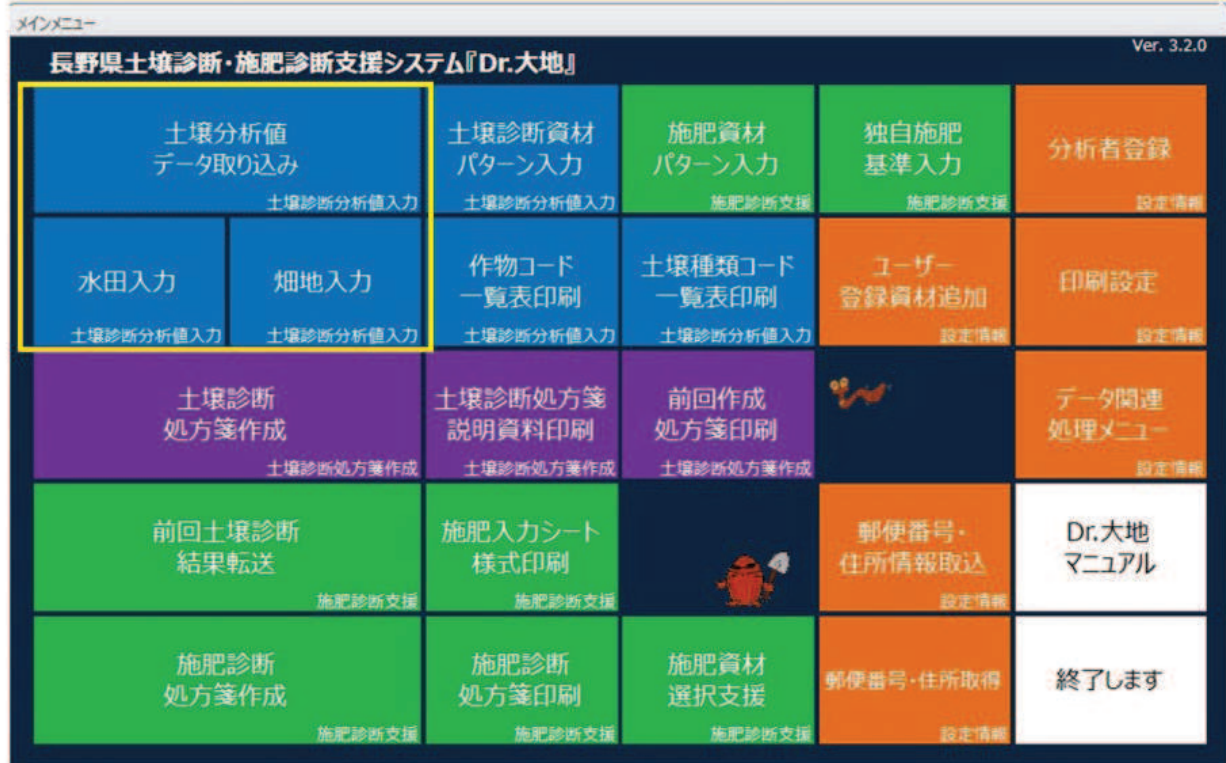 メインメニュー
長野県土壌診断・施肥診断支援システム『Dr.大地』
Ver. 3.2.0
土壌分析値
データ取り込み
土壌診断分析値入力
土壌診断資材
パターン入力
土壌診断分析値入力
施肥資材
パターン入力
施肥診断支援
独自施肥
基準入力
施肥診断支援
分析者登録
設定情報
水田入力
土壌診断分析値入力
畑地入力
土壌診断分析値入力
作物コード
一覧表印刷
土壌診断分析値入力
土壌種類コード
一覧表印刷
土壌診断分析値入力
ユーザー
登録資材追加
設定情報
印刷設定
設定情報
土壌診断
処方箋作成
土壌診断処方箋作成
土壌診断処方箋
説明資料印刷
土壌診断処方箋作成
前回作成
処方箋印刷
土壌診断処方箋作成
データ関連
処理メニュー
設定情報
前回土壌診断
結果転送
施肥診断支援
施肥入力シート
様式印刷
施肥診断支援
郵便番号・
住所情報取込
設定情報
Dr.大地
マニュアル
施肥診断
処方箋作成
施肥診断支援
施肥診断
処方箋印刷
施肥診断支援
施肥資材
選択支援
施肥診断支援
郵便番号・住所取得
設定情報
終了します